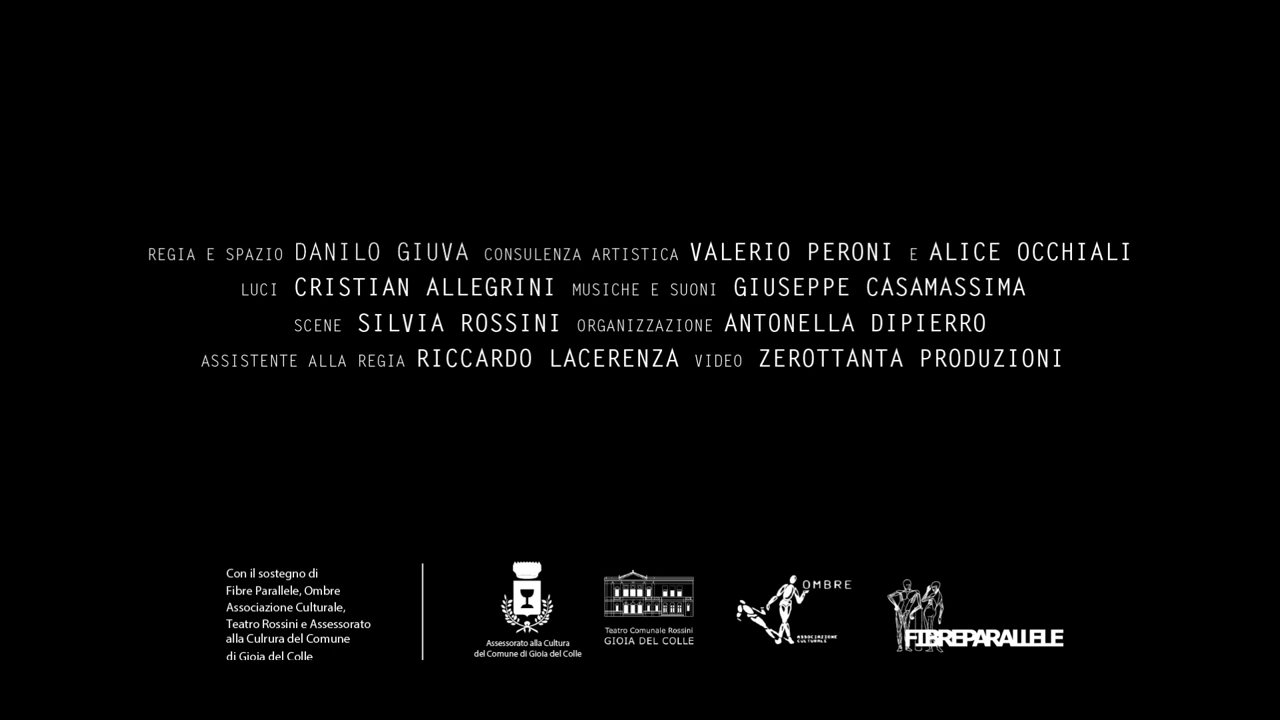 REGIA E SPAZIO DANILO GIUVA CONSULENZA ARTISTICA VALERIO PERONI E ALICE OCCHIALI
LUCI CRISTIAN ALLEGRINI MUSICHE E SUONI GIUSEPPE CASAMASSIMA
SCENE SILVIA ROSSINI ORGANIZZAZIONE ANTONELLA DIPIERRO
ASSISTENTE ALLA REGIA RICCARDO LACERENZA VIDEO ZEROTTANTA PRODUZIONI
Con il sostegno di
Fibre Parallele, Ombre
Associazione Culturale,
Teatro Rossini e Assessorato
alla Culrura del Comune
di Gioia del Colle
Assessorato alla Cultura
del Comune di Gioia del Colle
Teatro Comunale Rossini
GIOIA DEL COLLE
OMBRE
ASSOCIAZIONE
CULTURALE
FIBREPARALLELE